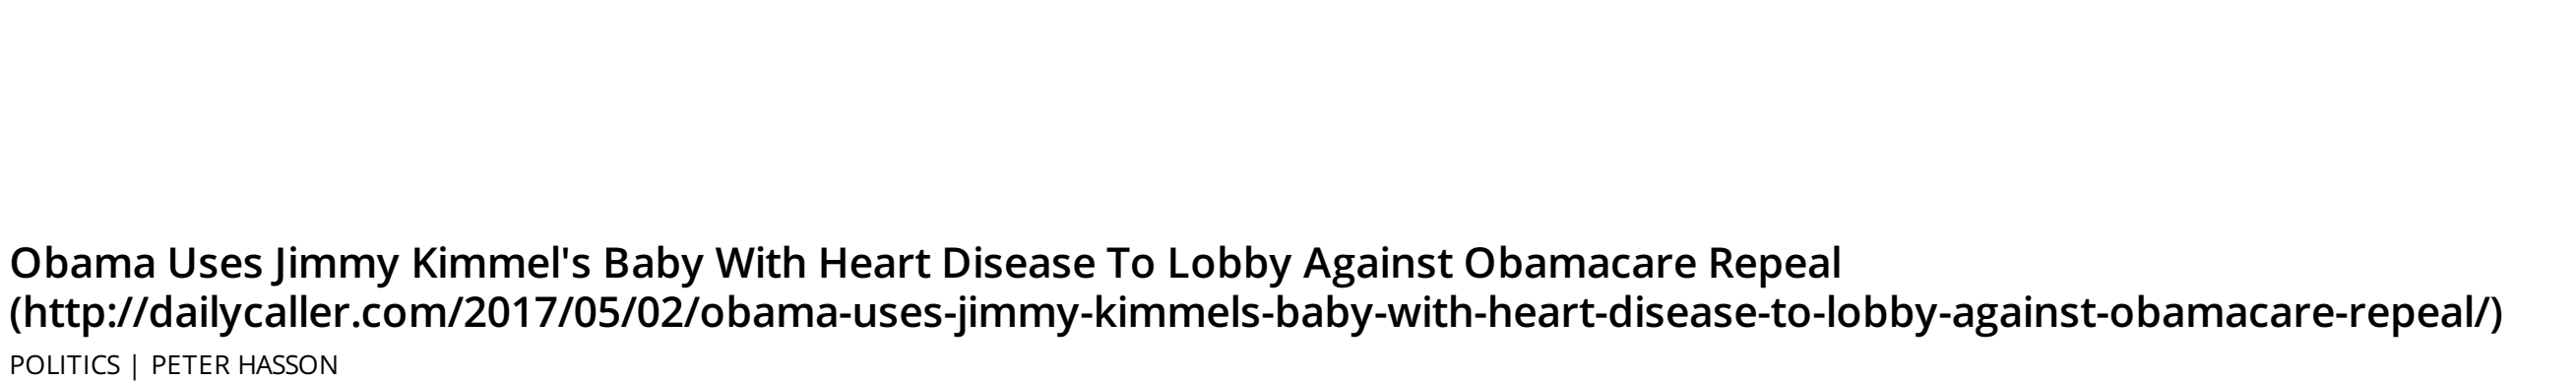 Obama Uses Jimmy Kimmel's Baby With Heart Disease To Lobby Against Obamacare Repeal
(http://dailycaller.com/2017/05/02/obama-uses-jimmy-kimmels-baby-with-heart-disease-to-lobby-against-obamacare-repeal/)
POLITICS | PETER HASSON